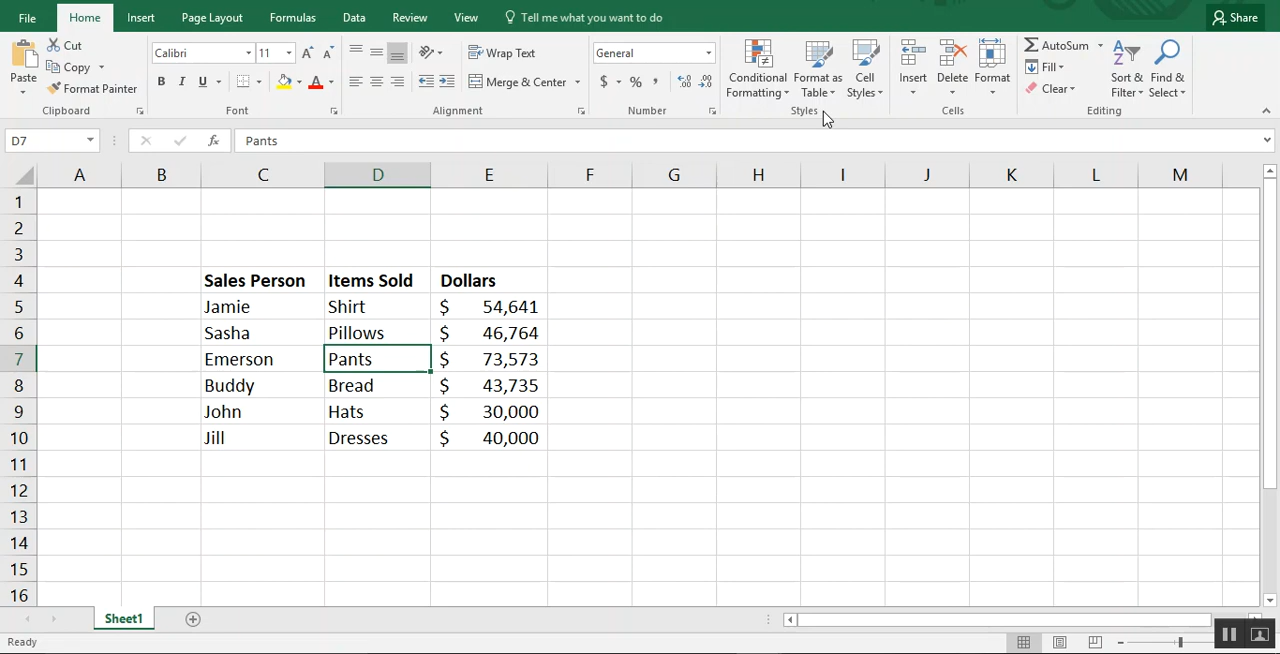 File Home Insert Page Layout Formulas Data Review View Tell me what you want to do Share
Paste Cut Copy Format Painter Clipboard
Calibri 11 B I U A Font
Wrap Text Merge & Center Alignment
General $ % , Number
Conditional Formatting Format as Table Cell Styles Styles
Insert Delete Format Cells
AutoSum Fill Clear Sort & Filter Find & Select Editing
D7 fx Pants
A B C D E F G H I J K L M
1
2
3
4 Sales Person Items Sold Dollars
5 Jamie Shirt $ 54,641
6 Sasha Pillows $ 46,764
7 Emerson Pants $ 73,573
8 Buddy Bread $ 43,735
9 John Hats $ 30,000
10 Jill Dresses $ 40,000
11
12
13
14
15
16
Sheet1
Ready